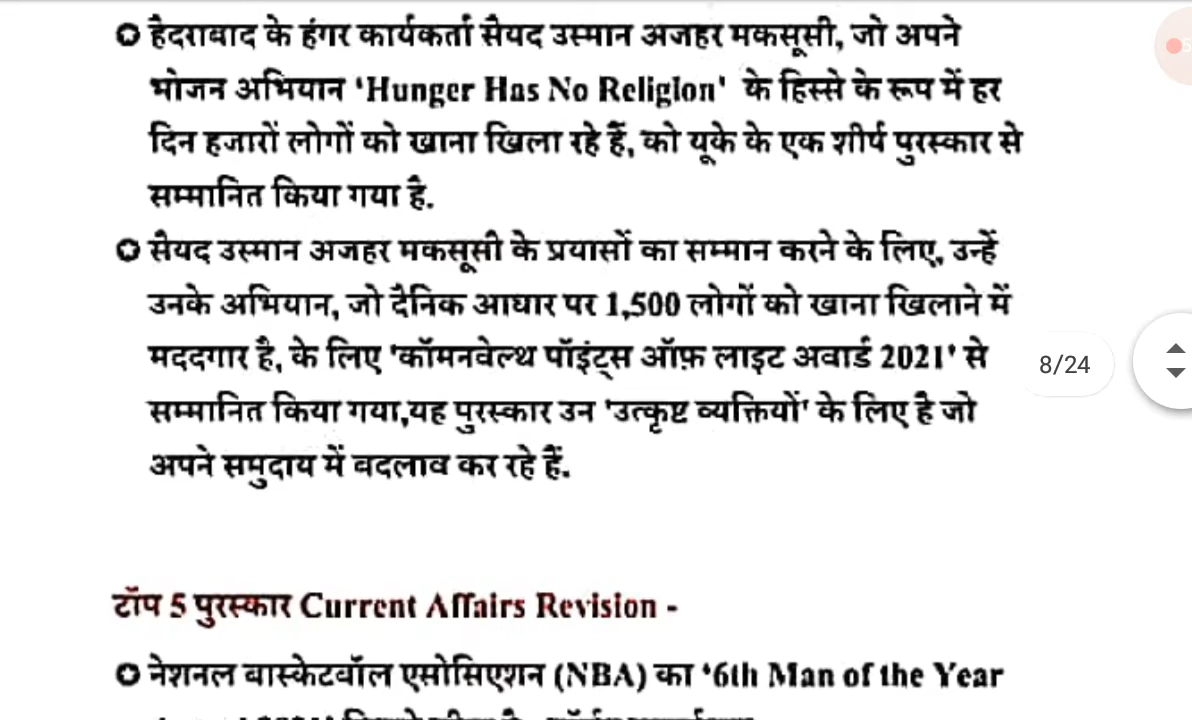 ✪ हैदराबाद के हंगर कार्यकर्ता सैयद उस्मान अजहर मकसूसी, जो अपने
भोजन अभियान 'Hunger Has No Religion' के हिस्से के रूप में हर
दिन हजारों लोगों को खाना खिला रहे हैं, को यूके के एक शीर्ष पुरस्कार से
सम्मानित किया गया है.
✪ सैयद उस्मान अजहर मकसूसी के प्रयासों का सम्मान करने के लिए, उन्हें
उनके अभियान, जो दैनिक आधार पर 1,500 लोगों को खाना खिलाने में
मददगार है, के लिए 'कॉमनवेल्थ पॉइंट्स ऑफ़ लाइट अवार्ड 2021' से
सम्मानित किया गया,यह पुरस्कार उन 'उत्कृष्ट व्यक्तियों' के लिए है जो
अपने समुदाय में बदलाव कर रहे हैं.
8/24
टॉप 5 पुरस्कार Current Affairs Revision -
✪ नेशनल बास्केटबॉल एसोसिएशन (NBA) का '6th Man of the Year